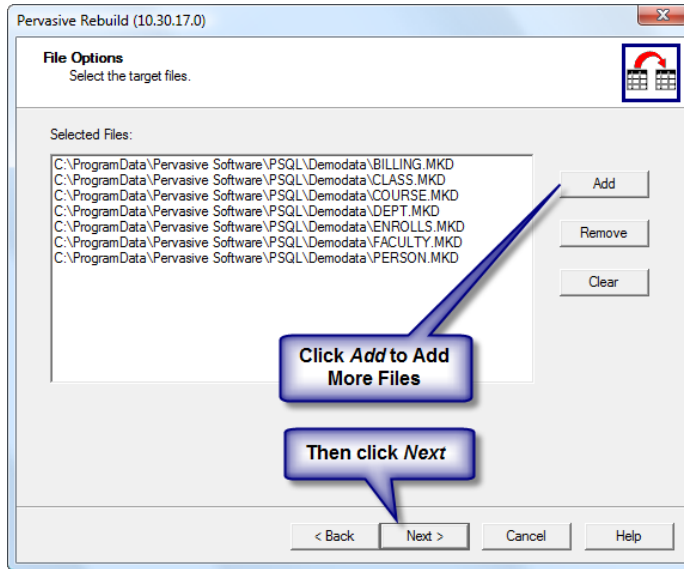 Pervasive Rebuild (10.30.17.0)
File Options
Select the target files.
Selected Files:
C:\ProgramData\Pervasive Software\PSQL\Demodata\BILLING.MKD
C:\ProgramData\Pervasive Software\PSQL\Demodata\CLASS.MKD
C:\ProgramData\Pervasive Software\PSQL\Demodata\COURSE.MKD
C:\ProgramData\Pervasive Software\PSQL\Demodata\DEPT.MKD
C:\ProgramData\Pervasive Software\PSQL\Demodata\ENROLLS.MKD
C:\ProgramData\Pervasive Software\PSQL\Demodata\FACULTY.MKD
C:\ProgramData\Pervasive Software\PSQL\Demodata\PERSON.MKD
Add
Remove
Clear
Click Add to Add
More Files
Then click Next
< Back
Next >
Cancel
Help